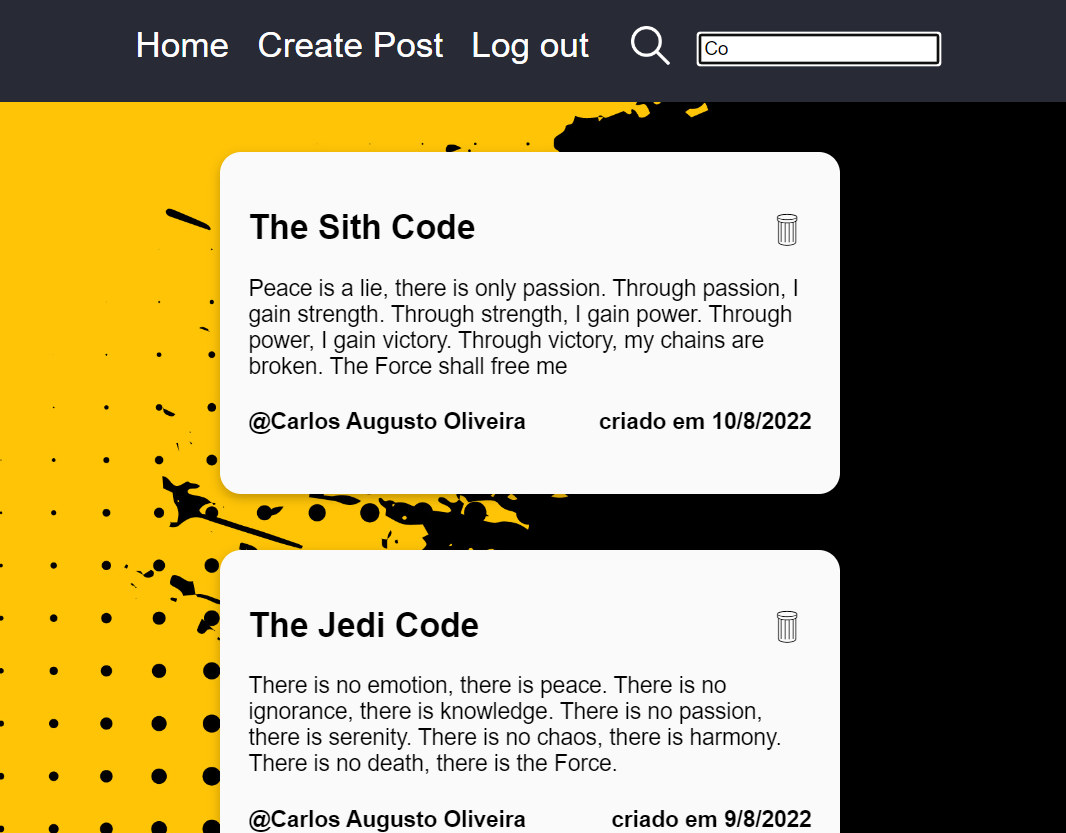 Home Create Post Log out Co
The Sith Code
Peace is a lie, there is only passion. Through passion, I
gain strength. Through strength, I gain power. Through
power, I gain victory. Through victory, my chains are
broken. The Force shall free me
@Carlos Augusto Oliveira criado em 10/8/2022
The Jedi Code
There is no emotion, there is peace. There is no
ignorance, there is knowledge. There is no passion,
there is serenity. There is no chaos, there is harmony.
There is no death, there is the Force.
@Carlos Augusto Oliveira criado em 9/8/2022